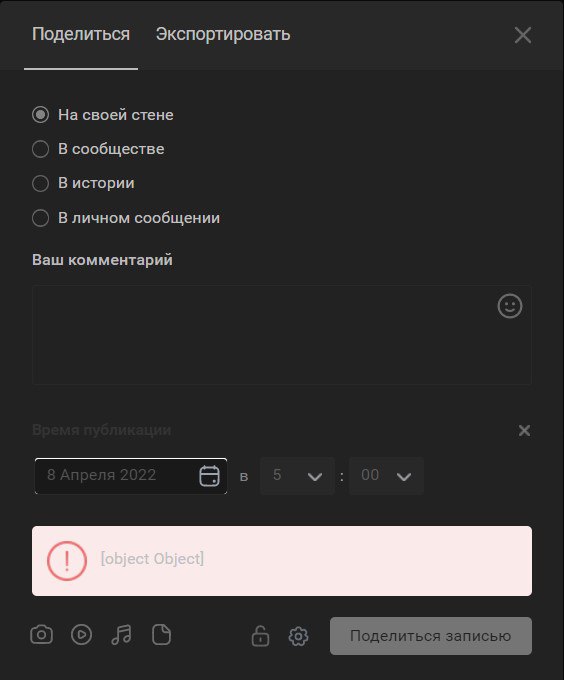 Поделиться Экспортировать
На своей стене
В сообществе
В истории
В личном сообщении
Ваш комментарий
Время публикации
8 Апреля 2022 в 5 : 00
[object Object]
Поделиться записью